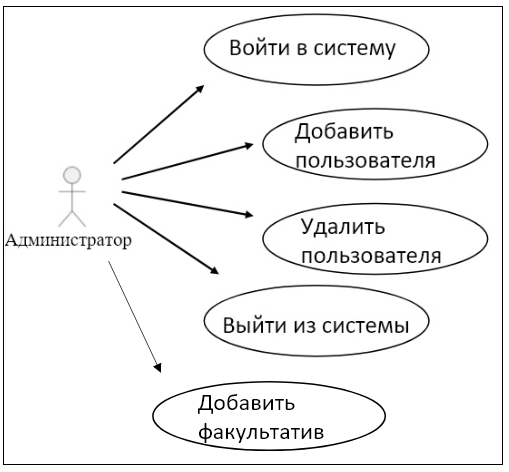 Войти в систему
Добавить
пользователя
Администратор
Удалить
пользователя
Выйти из системы
Добавить
факультатив